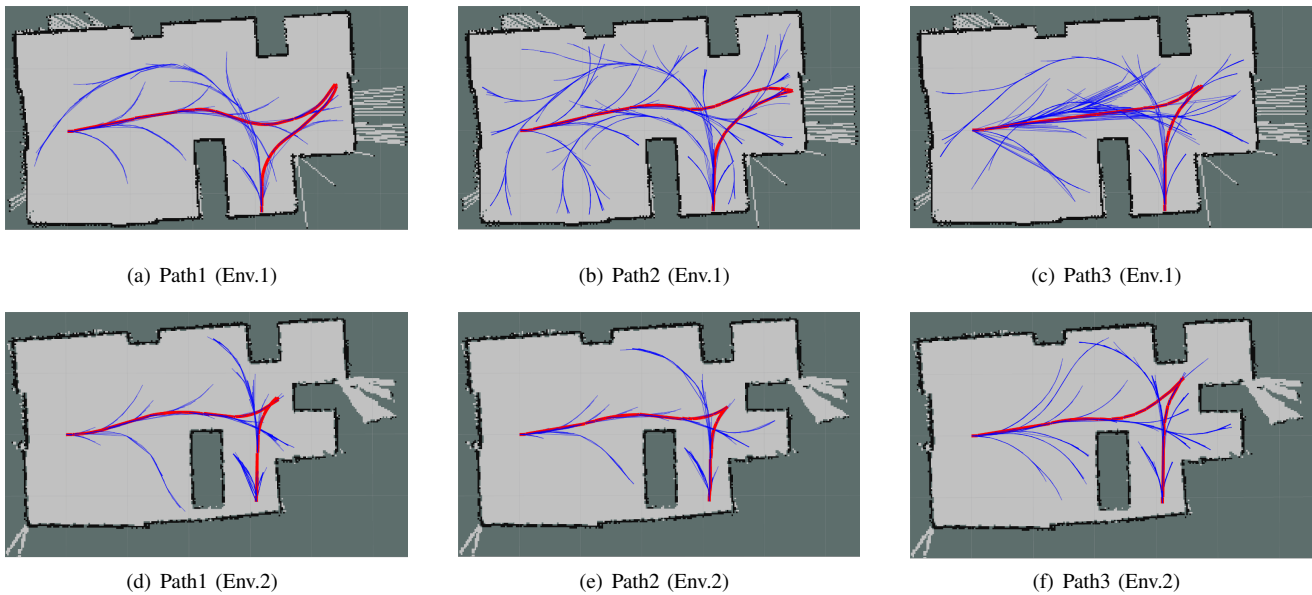 (a) Path1 (Env.1)
(b) Path2 (Env.1)
(c) Path3 (Env.1)
(d) Path1 (Env.2)
(e) Path2 (Env.2)
(f) Path3 (Env.2)